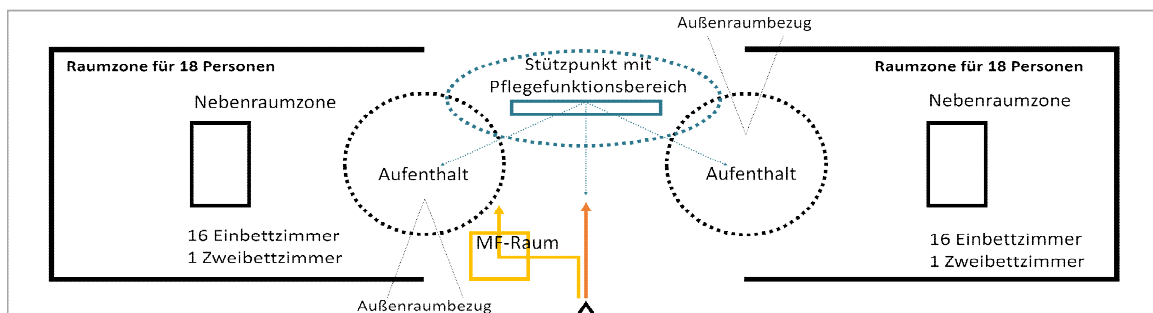 Außenraumbezug
Raumzone für 18 Personen
Stützpunkt mit
Pflegefunktionsbereich
Raumzone für 18 Personen
Nebenraumzone
Nebenraumzone
Aufenthalt
Aufenthalt
16 Einbettzimmer
1 Zweibettzimmer
MF-Raum
16 Einbettzimmer
1 Zweibettzimmer
Außenraumbezug